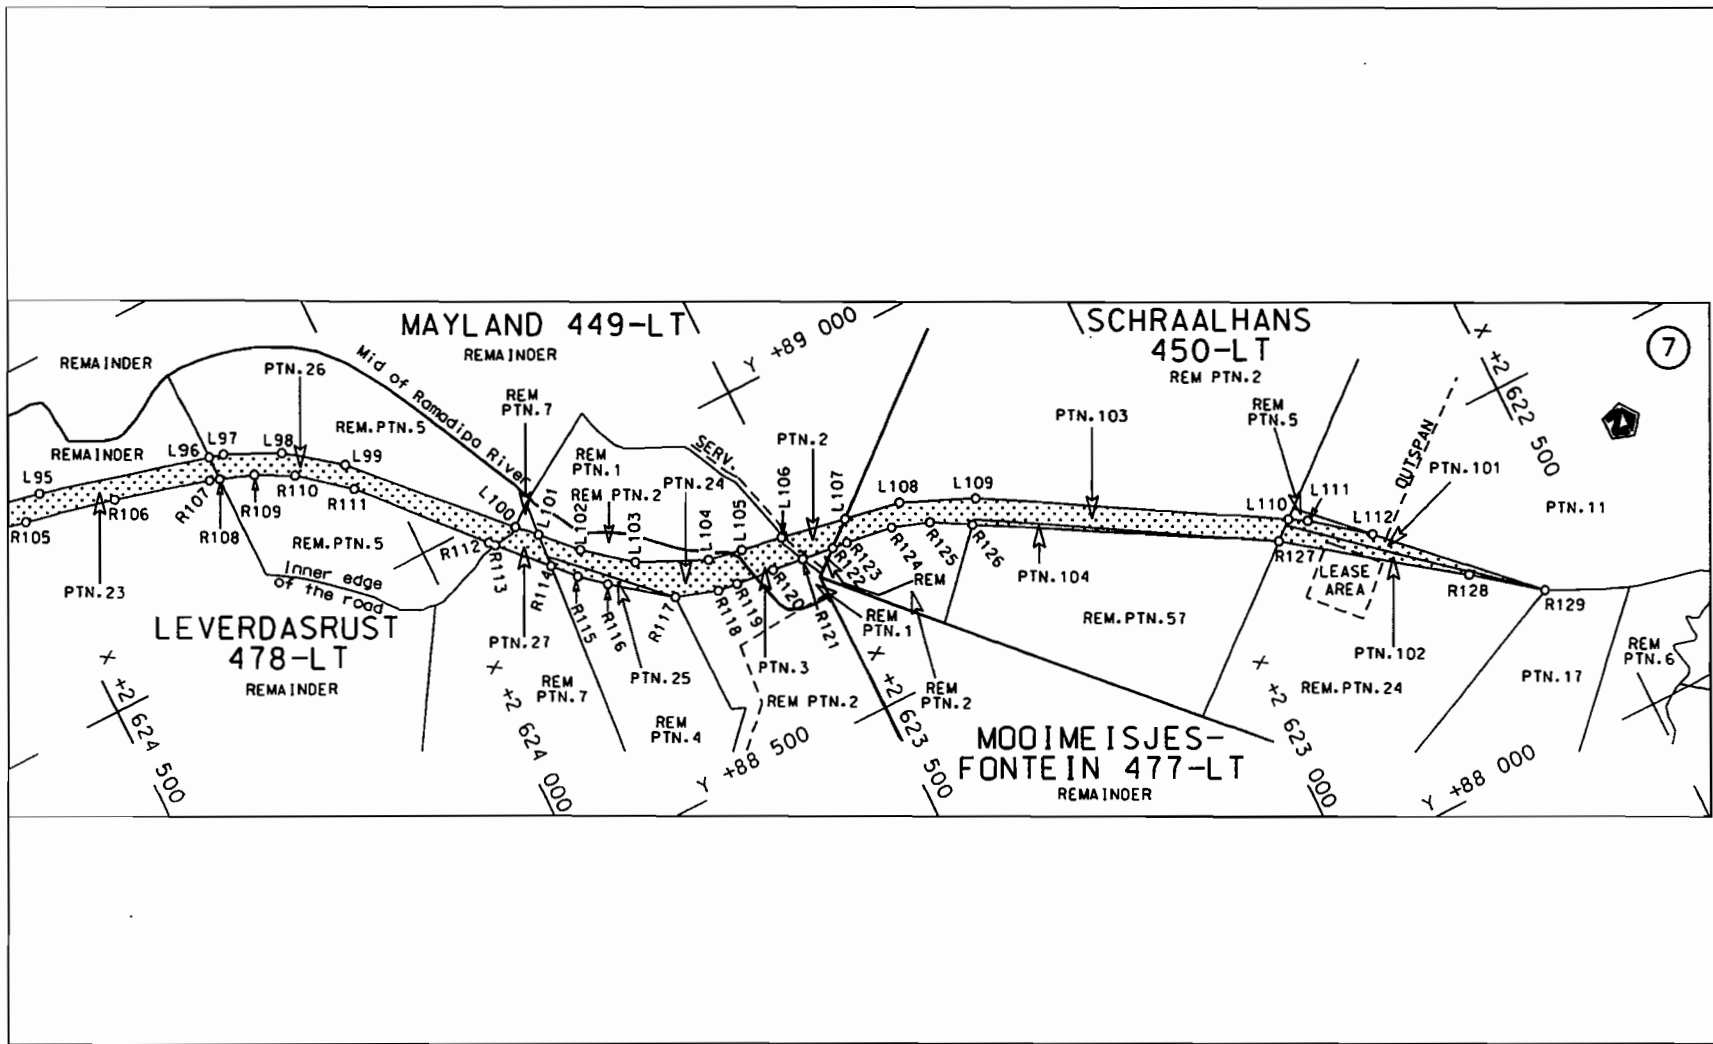 MAYLAND 449-LT
REMAINDER
SCHRAALHANS
450-LT
REM PTN.2
7
REMAINDER
PTN.26
Mid of Ramadipa River
REM
PTN.7
Y +89 000
X +2 622 500
REM.PTN.5
REMAINDER
REM
PTN.1
SERV.
PTN.2
PTN.103
REM
PTN.5
OUTSPAN
PTN.101
PTN.11
L95
L96
L97
L98
L99
L100
L101
L102
REM PTN.2
L103
PTN.24
L104
L105
L106
L107
L108
L109
L110
L111
L112
R105
R106
R107
R108
R109
R110
R111
R112
R113
R114
R115
R116
R117
R118
R119
R120
R121
R122
R123
R124
R125
R126
R127
R128
R129
PTN.23
REM.PTN.5
Inner edge
of the road
LEVERDASRUST
478-LT
REMAINDER
PTN.27
REM
PTN.7
PTN.25
REM
PTN.4
PTN.3
REM PTN.2
REM
PTN.1
REM
REM
PTN.2
PTN.104
REM.PTN.57
LEASE
AREA
PTN.102
REM.PTN.24
PTN.17
REM
PTN.6
MOOIMEISJES-
FONTEIN 477-LT
REMAINDER
X +2 624 500
X +2 624 000
Y +88 500
X +2 623 500
X +2 623 000
Y +88 000